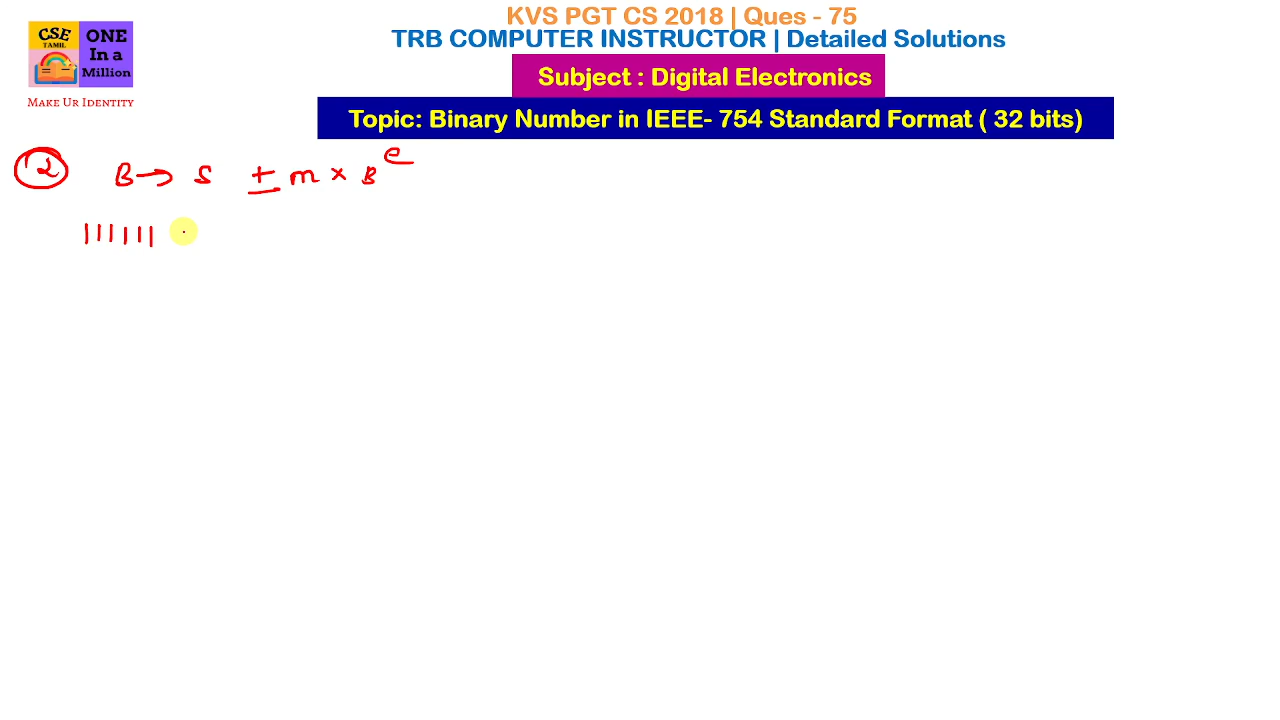 KVS PGT CS 2018 | Ques - 75
TRB COMPUTER INSTRUCTOR | Detailed Solutions
CSE
TAMIL
ONE
In a
Million
MAKE UR IDENTITY
Subject : Digital Electronics
Topic: Binary Number in IEEE- 754 Standard Format ( 32 bits)
2 B → S ± m × B^e
111111 .